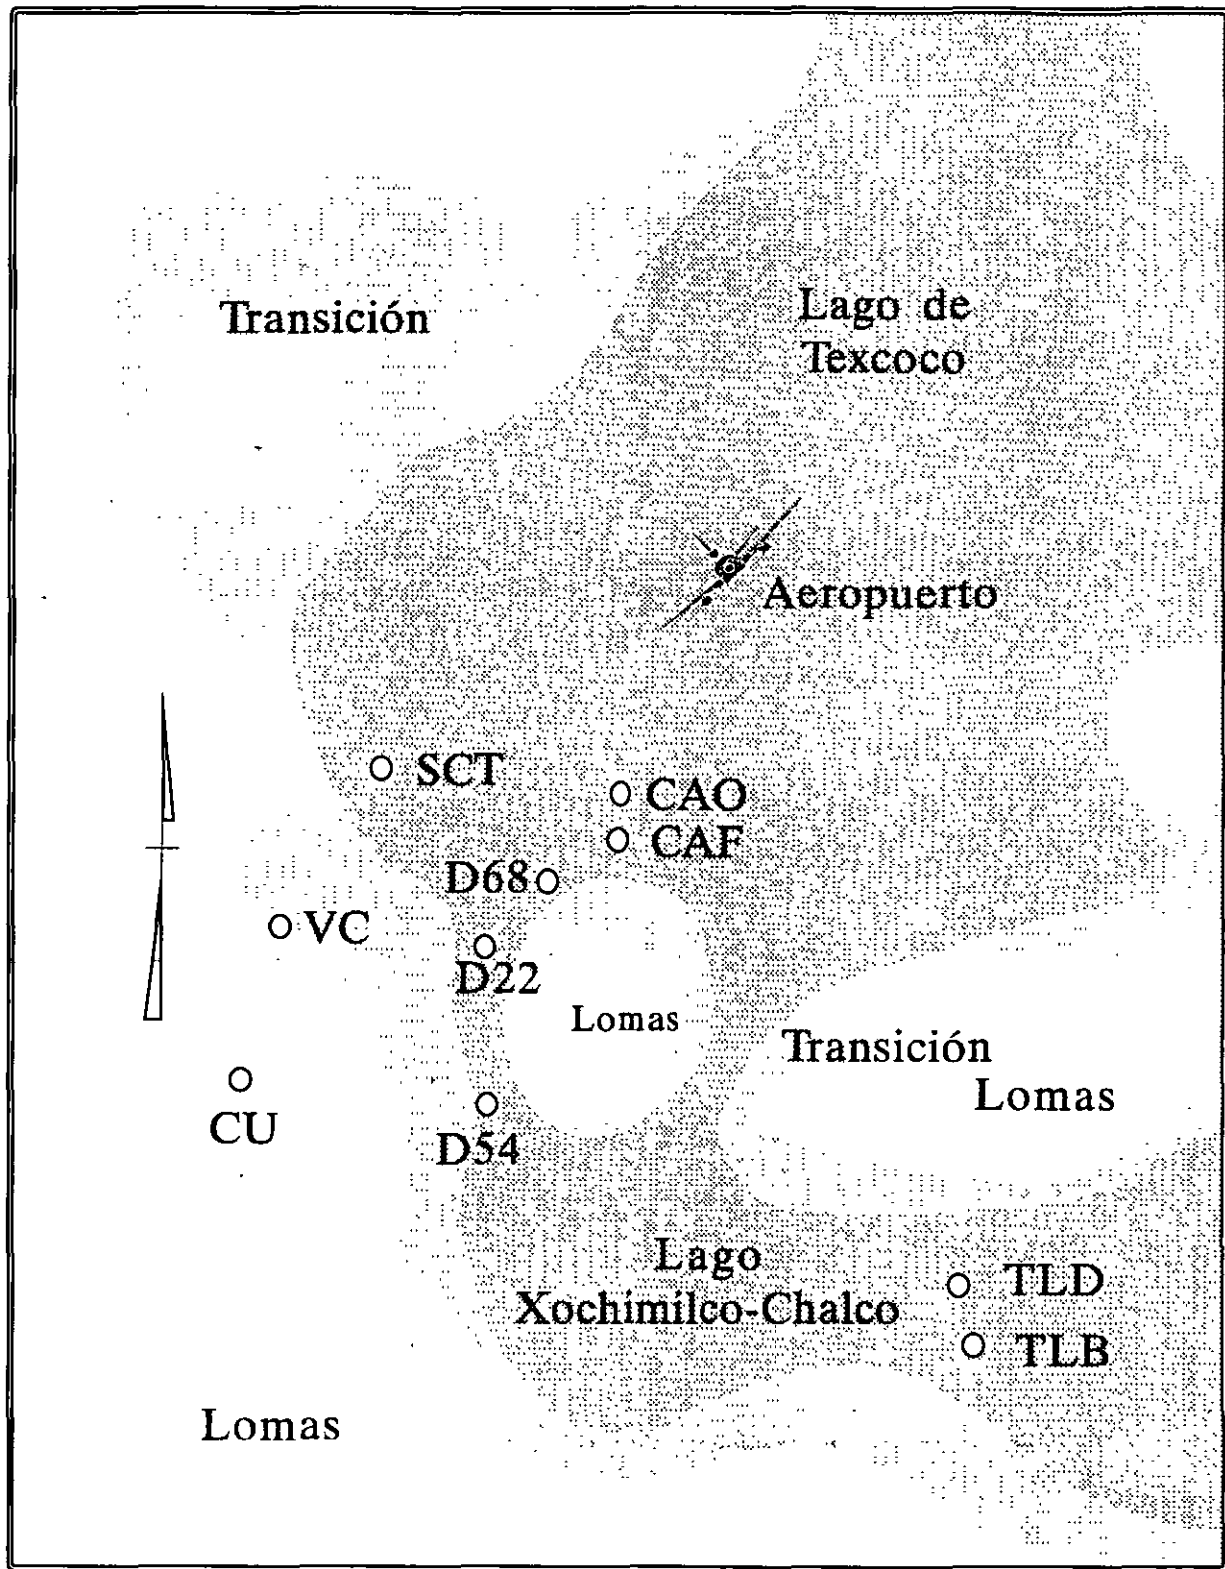 Transición
Lago de
Texcoco
Aeropuerto
SCT
CAO
CAF
D68
VC
D22
Lomas
Transición
Lomas
CU
D54
Lago
Xochimilco-Chalco
TLD
TLB
Lomas